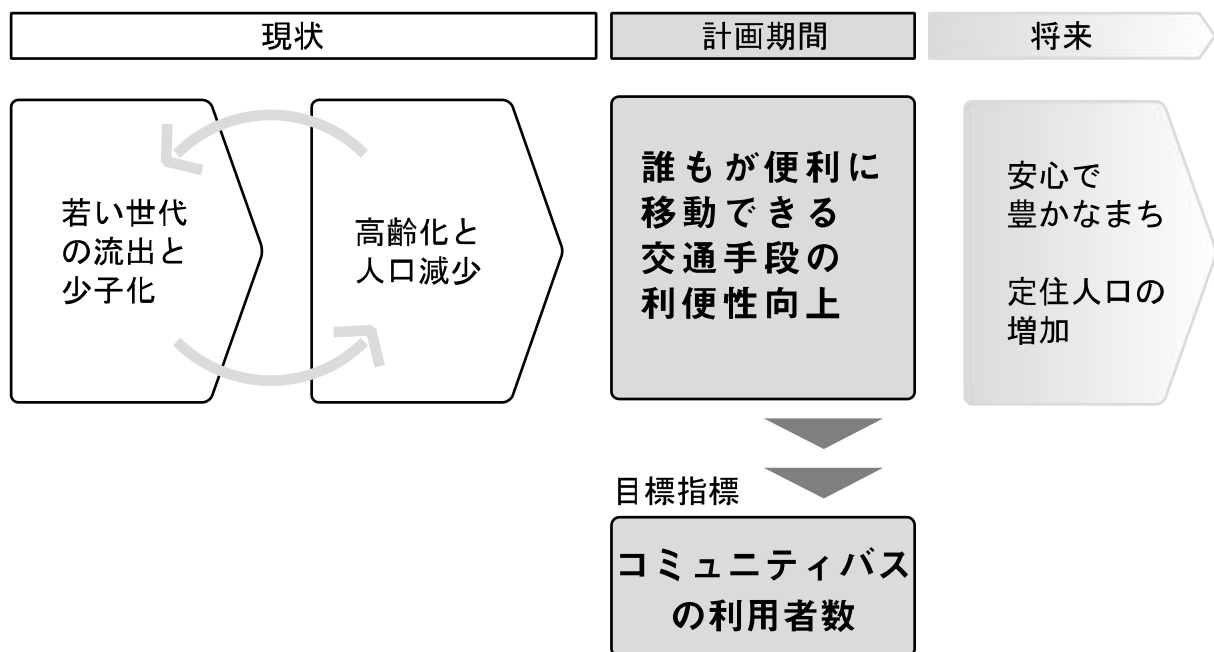 現状
計画期間
将来
若い世代
の流出と
少子化
高齢化と
人口減少
誰もが便利に
移動できる
交通手段の
利便性向上
安心で
豊かなまち
定住人口の
増加
目標指標
コミュニティバス
の利用者数